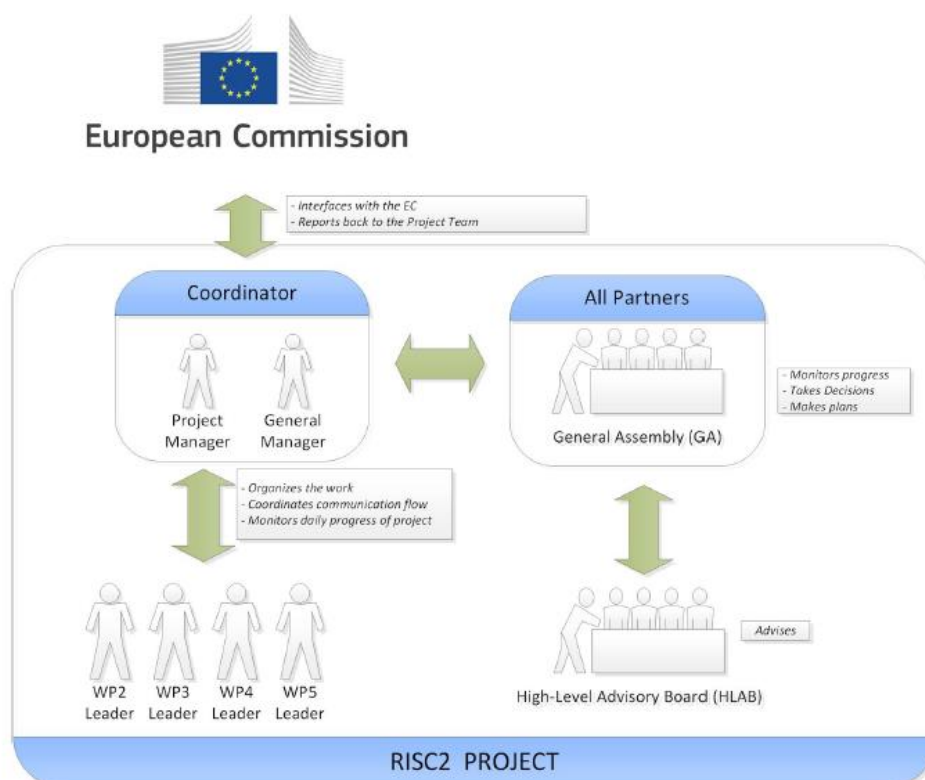 European Commission
- Interfaces with the EC
- Reports back to the Project Team
Coordinator
Project
Manager
General
Manager
All Partners
General Assembly (GA)
- Monitors progress
- Takes Decisions
- Makes plans
- Organizes the work
- Coordinates communication flow
- Monitors daily progress of project
WP2
Leader
WP3
Leader
WP4
Leader
WP5
Leader
High-Level Advisory Board (HLAB)
Advises
RISC2 PROJECT